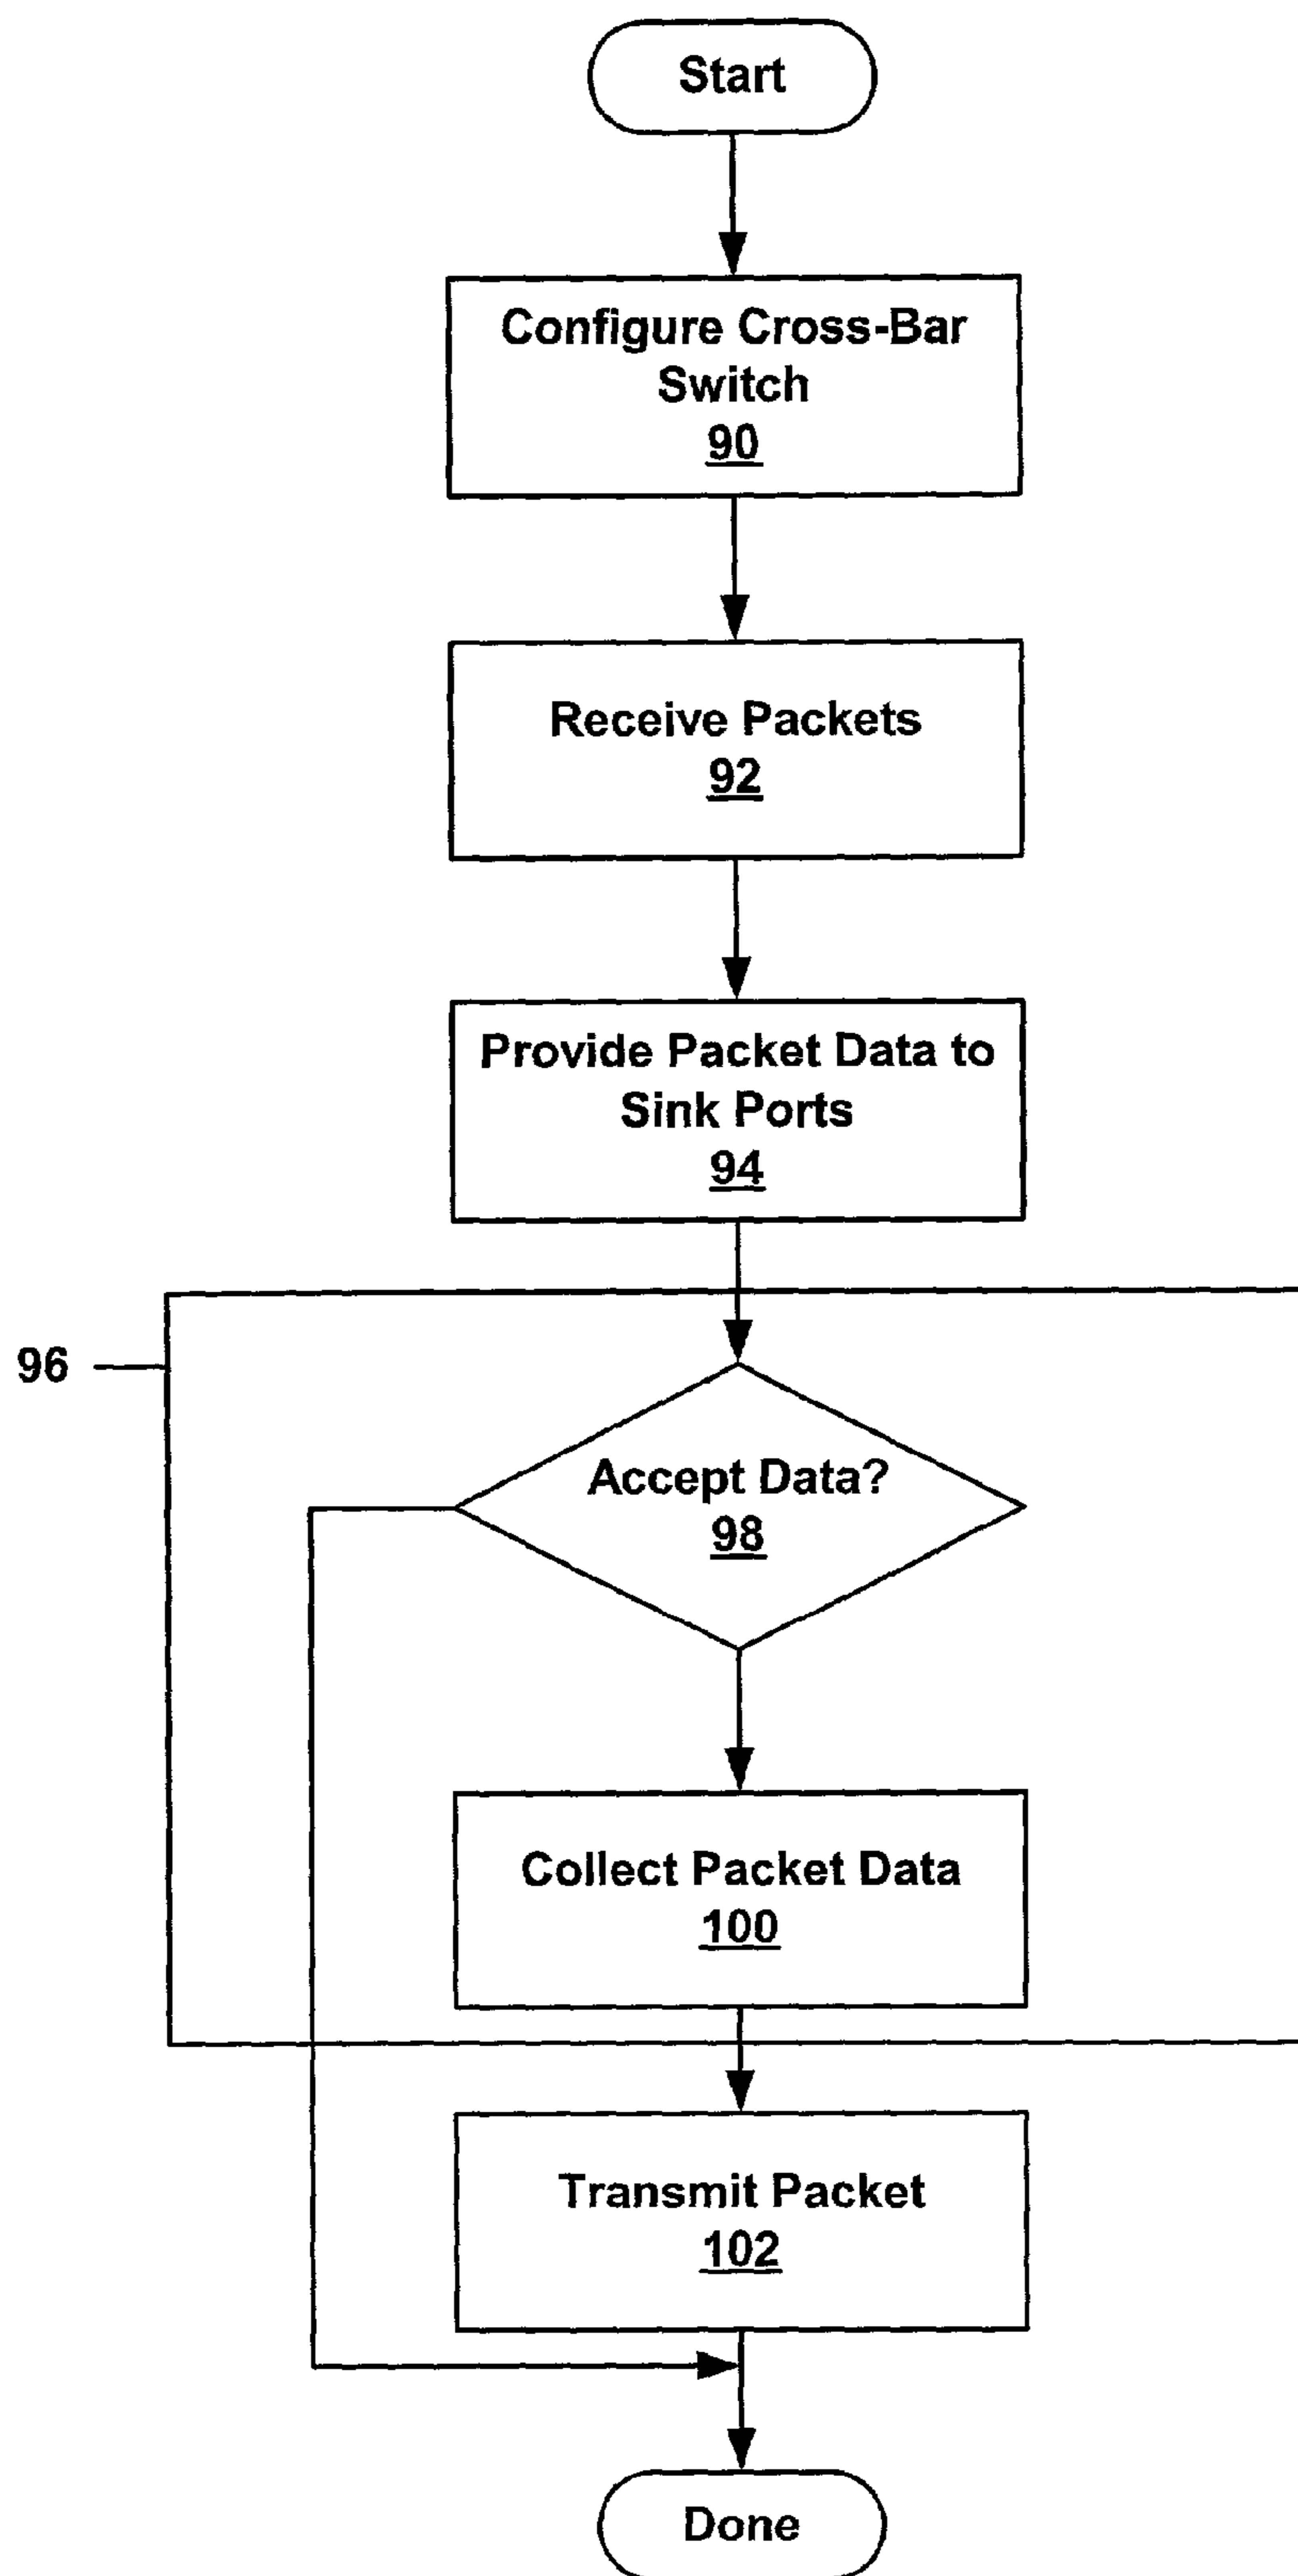 Start
Configure Cross-Bar
Switch
90
Receive Packets
92
Provide Packet Data to
Sink Ports
94
96
Accept Data?
98
Collect Packet Data
100
Transmit Packet
102
Done